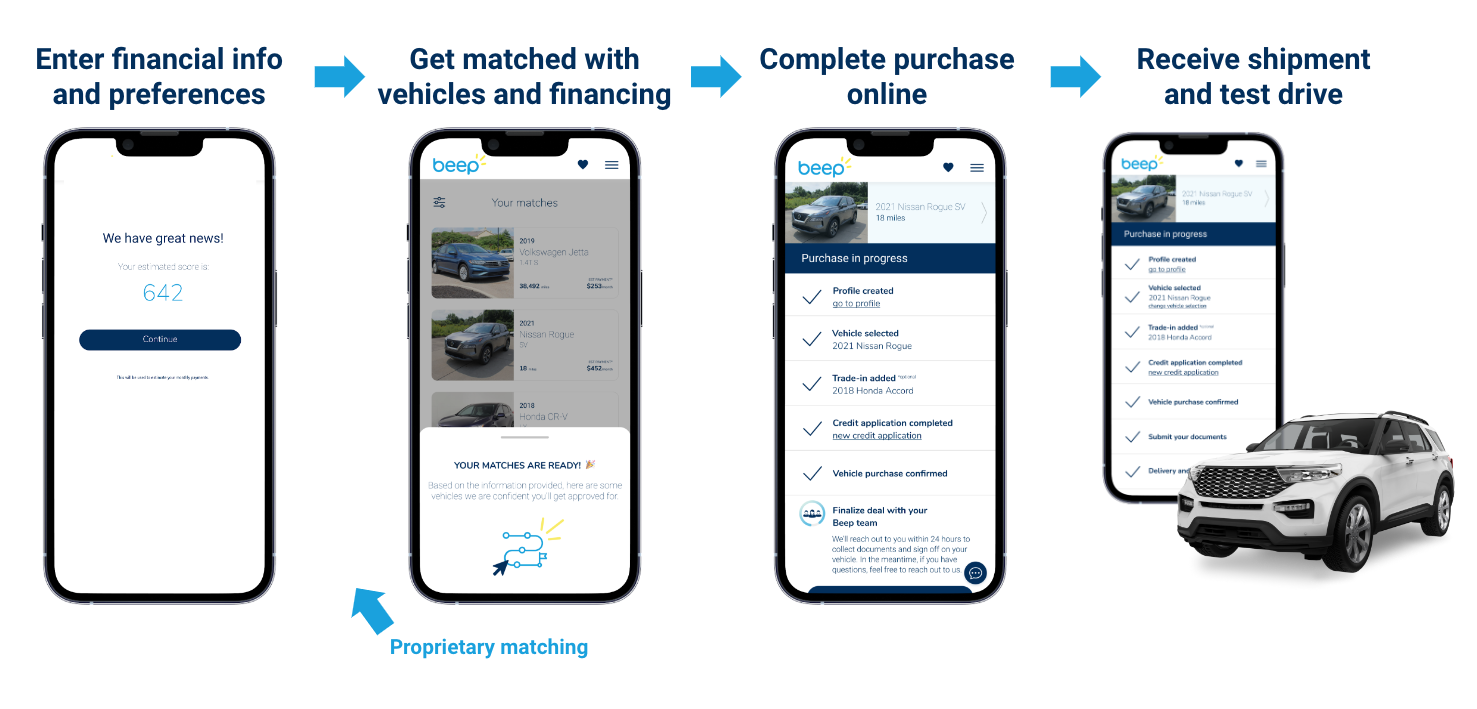 Enter financial info
and preferences
Get matched with
vehicles and financing
Complete purchase
online
Receive shipment
and test drive
We have great news!
Your estimated score is:
642
Continue
This will be used to estimate your monthly payments
beep
Your matches
2019
Volkswagen Jetta
1.4T S
38,492 miles
$253/month
2021
Nissan Rogue
SV
18 miles
$452/month
2018
Honda CR-V
YOUR MATCHES ARE READY! 🎉
Based on the information provided, here are some
vehicles we are conficent you'll get approved for.
Proprietary matching
beep
2021 Nissan Rogue SV
18 miles
Purchase in progress
Profile created
go to profile
Vehicle selected
2021 Nissan Rogue
Trade-in added *optional
2018 Honda Accord
Credit application completed
new credit application
Vehicle purchase confirmed
Finalize deal with your
Beep team
We'll reach out to you within 24 hours to
collect documents and sign off on your
vehicle. In the meantime, if you have
questions, feel free to reach out to us.
beep
2021 Nissan Rogue SV
18 miles
Purchase in progress
Profile created
go to profile
Vehicle selected
2021 Nissan Rogue
change vehicle selection
Trade-in added *optional
2018 Honda Accord
Credit application completed
new credit application
Vehicle purchase confirmed
Submit your documents
Delivery and